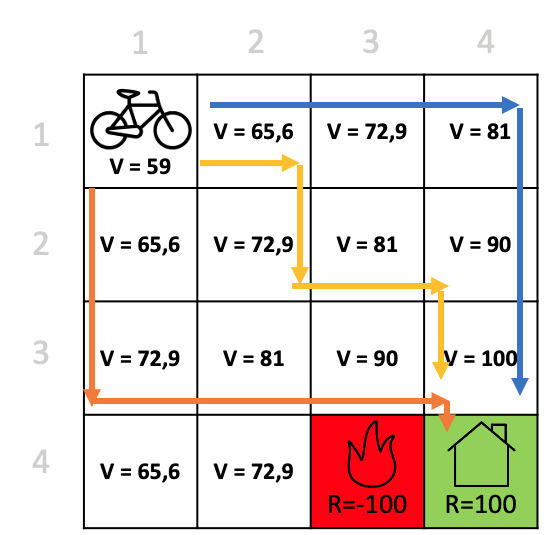 1 2 3 4
1 V = 59 V = 65,6 V = 72,9 V = 81
2 V = 65,6 V = 72,9 V = 81 V = 90
3 V = 72,9 V = 81 V = 90 V = 100
4 V = 65,6 V = 72,9 R=-100 R=100